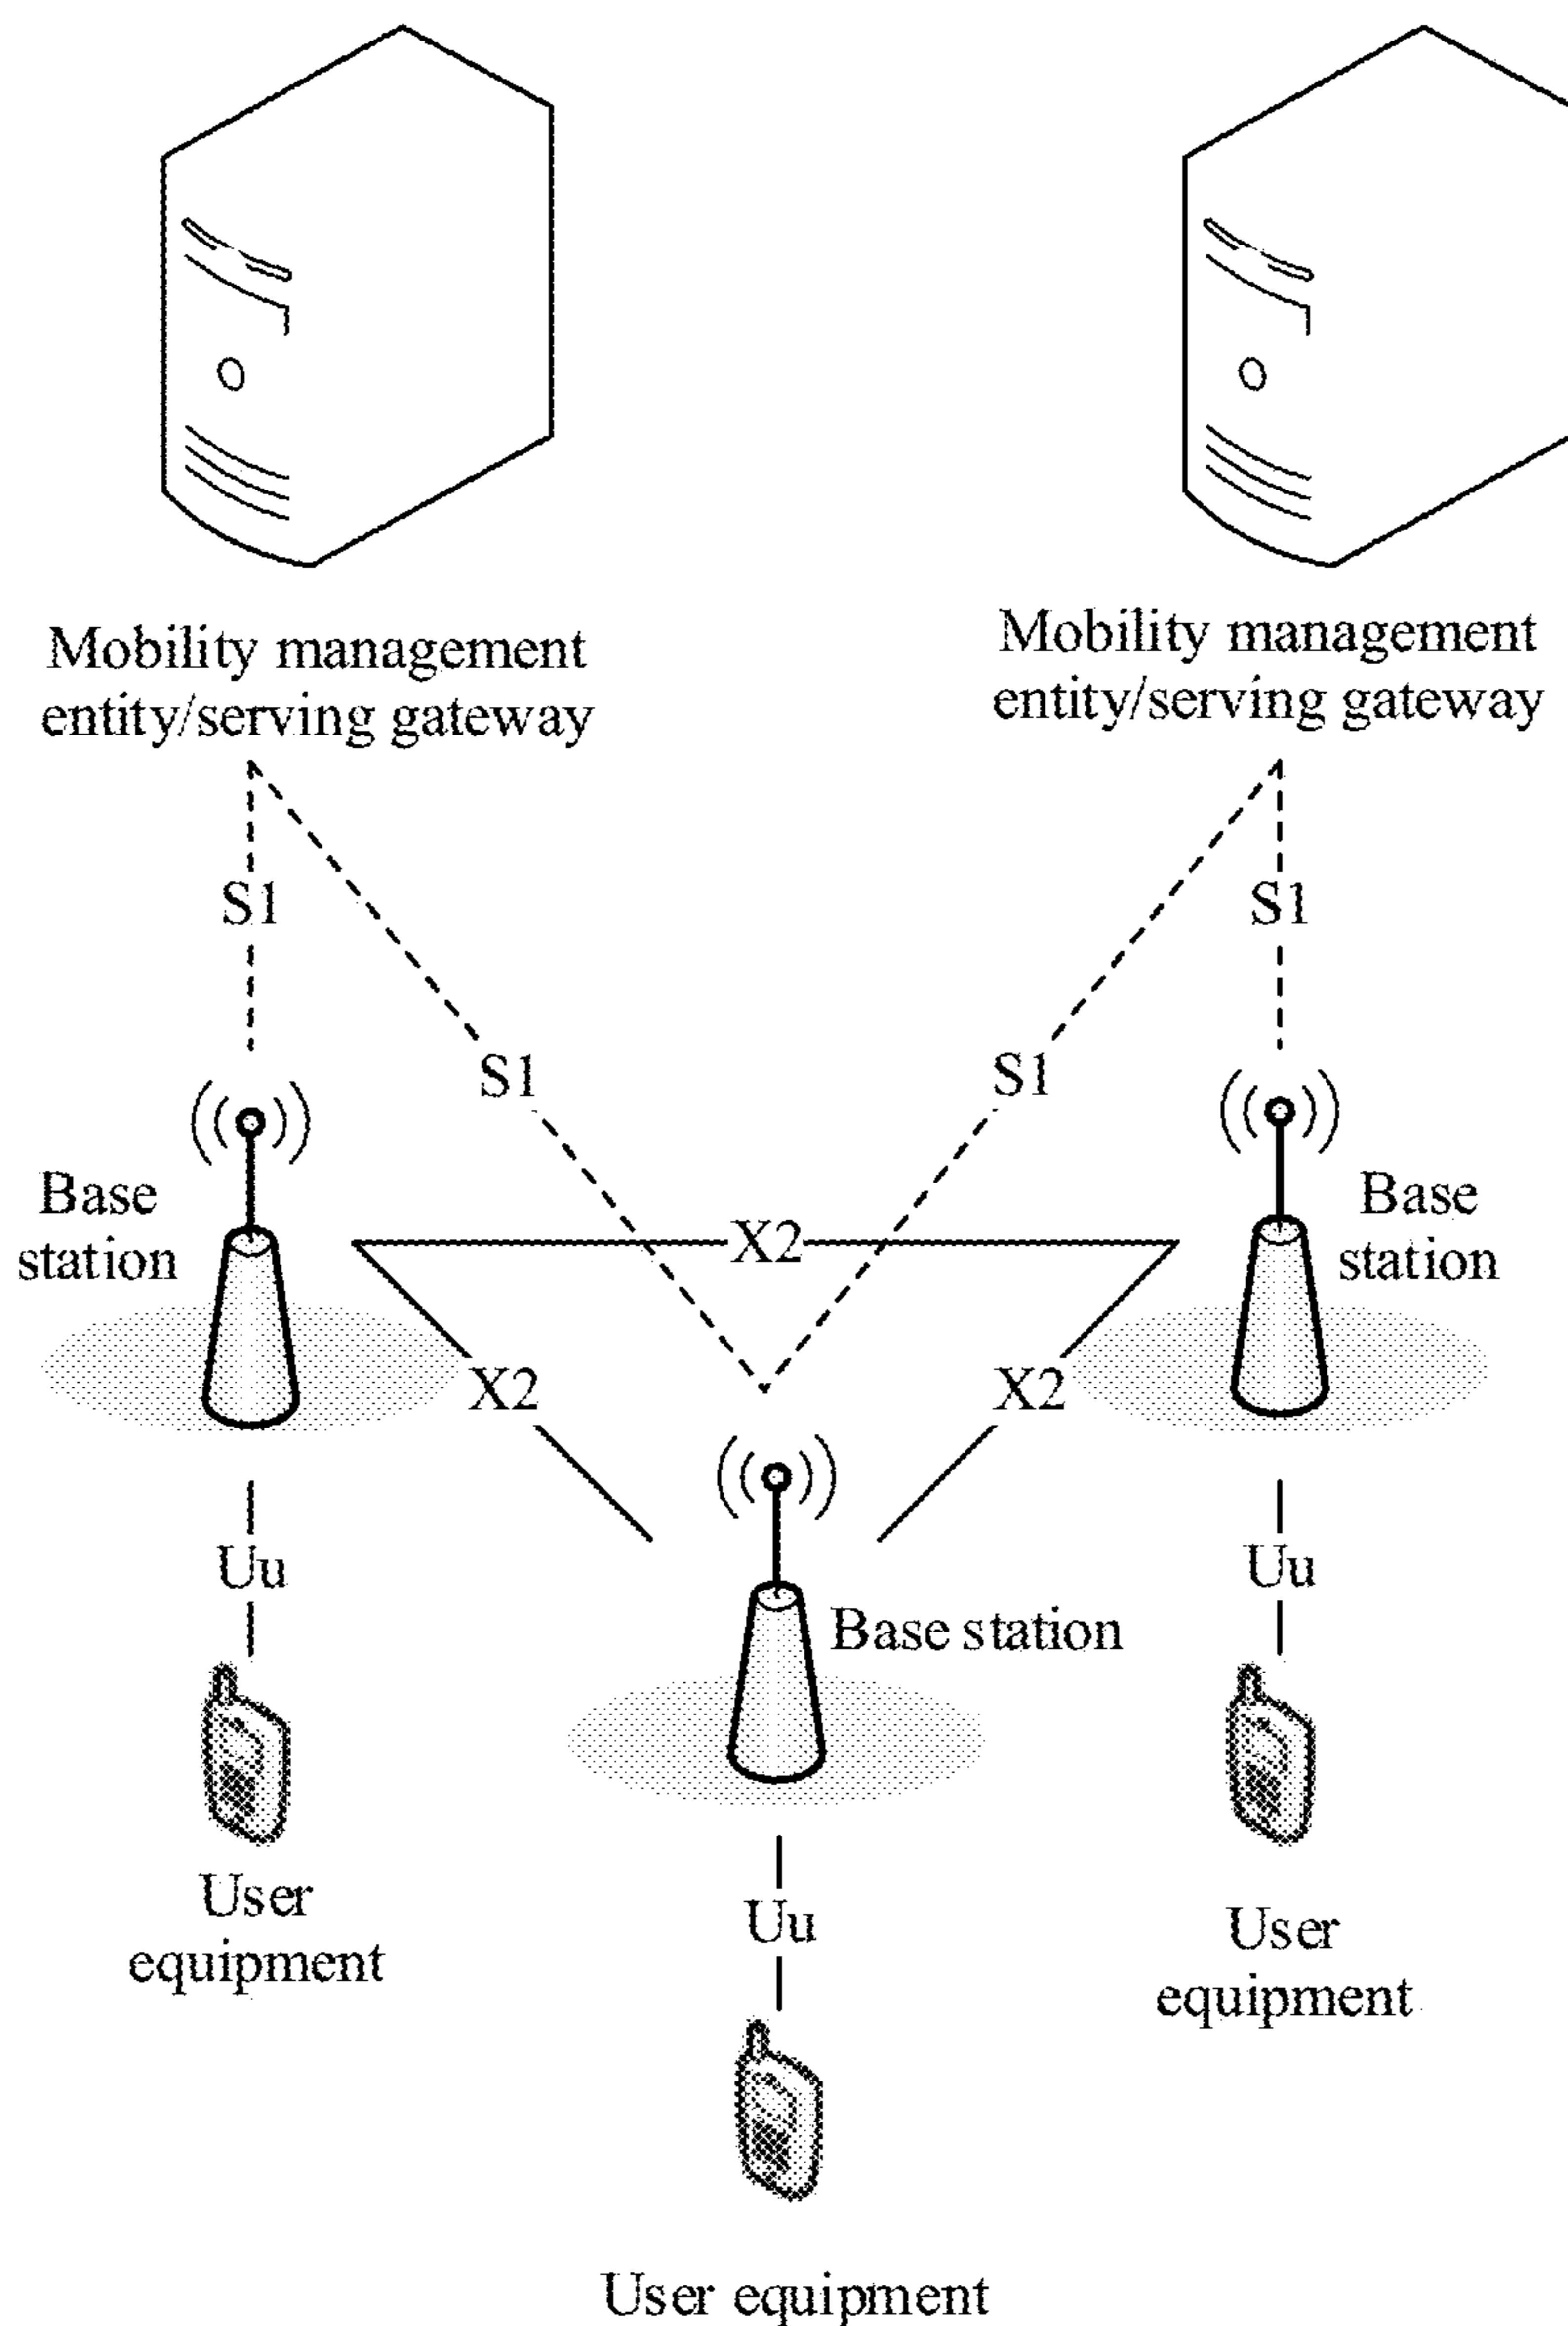 Mobility management
entity/serving gateway
Mobility management
entity/serving gateway
S1
S1
S1
S1
Base
station
Base
station
X2
X2
X2
Uu
Uu
Base station
User
equipment
Uu
User
equipment
User equipment